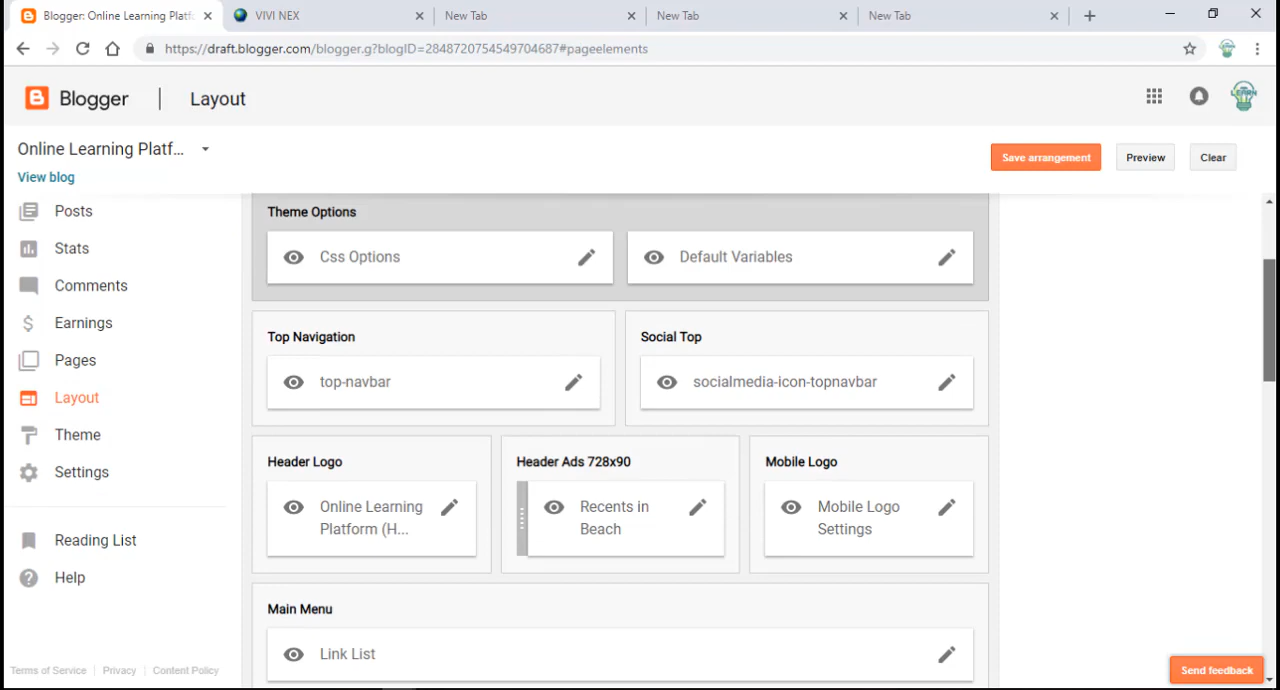 Blogger: Online Learning Platf
VIVI NEX
New Tab
New Tab
New Tab
https://draft.blogger.com/blogger.g?blogID=2848720754549704687#pageelements
Blogger | Layout
LEARN
Online Learning Platf...
View blog
Save arrangement
Preview
Clear
Posts
Stats
Comments
Earnings
Pages
Layout
Theme
Settings
Reading List
Help
Terms of Service | Privacy | Content Policy
Theme Options
Css Options
Default Variables
Top Navigation
top-navbar
Social Top
socialmedia-icon-topnavbar
Header Logo
Online Learning
Platform (H...
Header Ads 728x90
Recents in
Beach
Mobile Logo
Mobile Logo
Settings
Main Menu
Link List
Send feedback